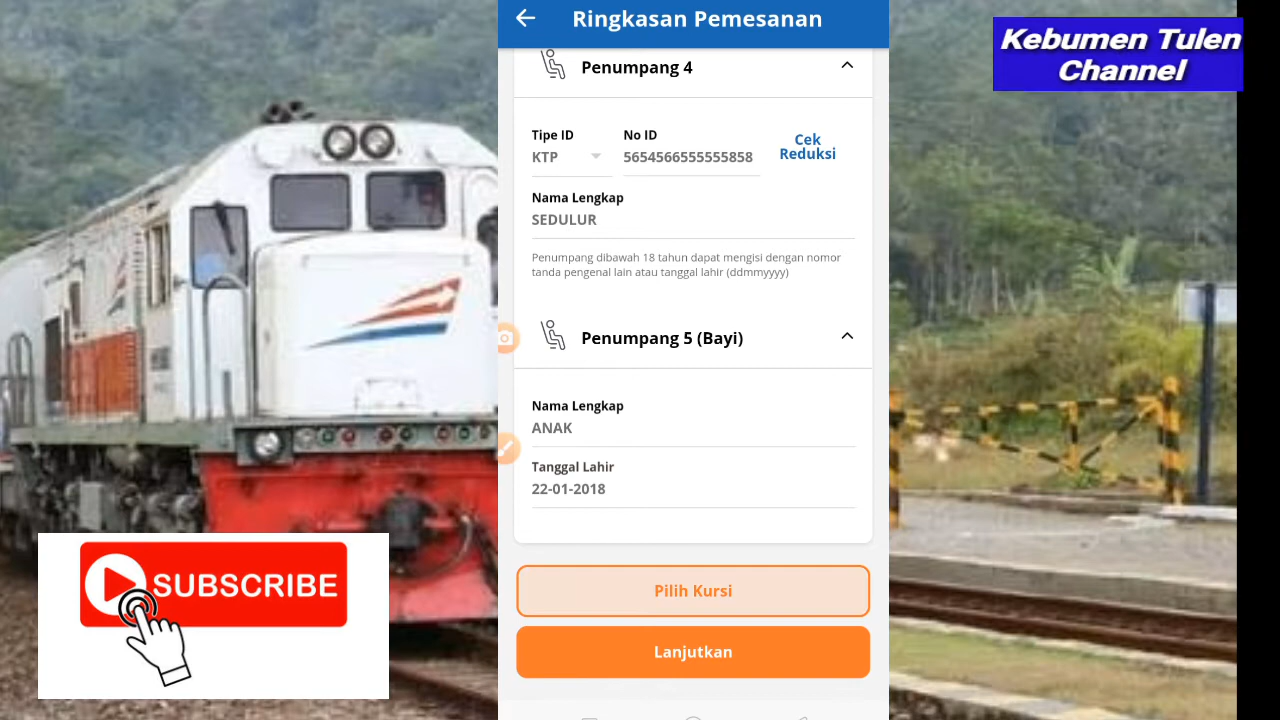 Ringkasan Pemesanan
Kebumen Tulen
Channel
Penumpang 4
Tipe ID
No ID
Cek
Reduksi
KTP
5654566555555858
Nama Lengkap
SEDULUR
Penumpang dibawah 18 tahun dapat mengisi dengan nomor
tanda pengenal lain atau tanggal lahir (ddmmyyyy)
Penumpang 5 (Bayi)
Nama Lengkap
ANAK
Tanggal Lahir
22-01-2018
SUBSCRIBE
Pilih Kursi
Lanjutkan